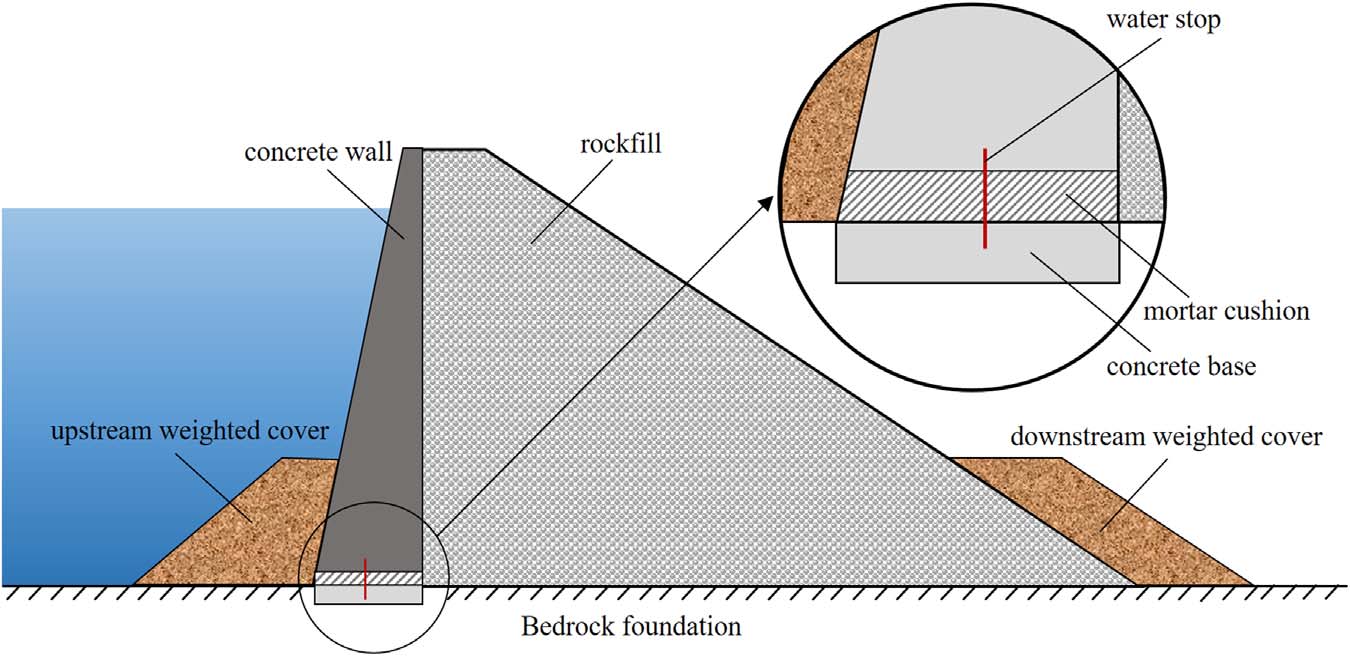 water stop
concrete wall
rockfill
mortar cushion
concrete base
upstream weighted cover
downstream weighted cover
Bedrock foundation